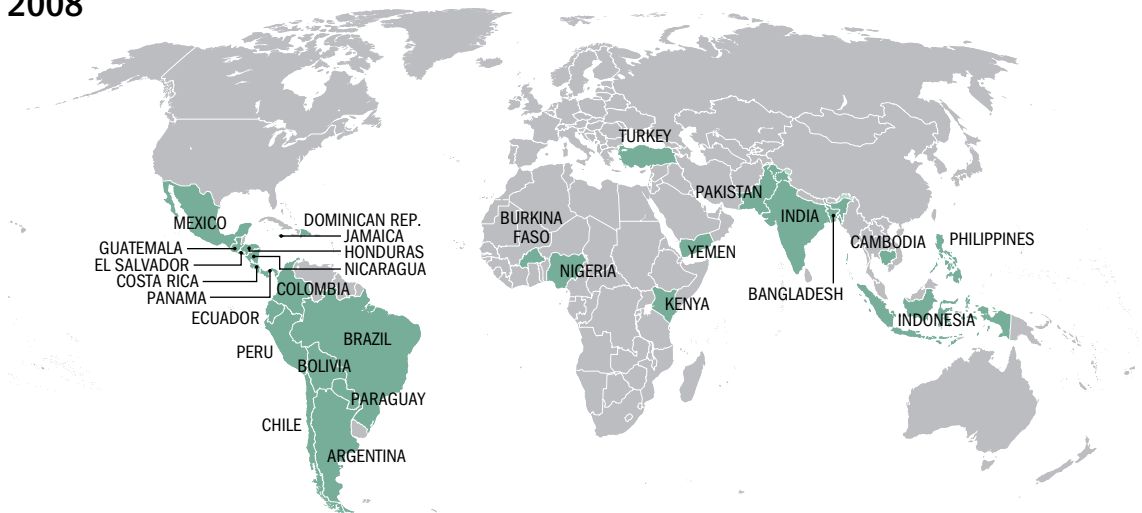 2008
TURKEY
PAKISTAN
MEXICO
DOMINICAN REP.
JAMAICA
BURKINA
FASO
INDIA
GUATEMALA
HONDURAS
CAMBODIA
PHILIPPINES
EL SALVADOR
NICARAGUA
NIGERIA
YEMEN
COSTA RICA
COLOMBIA
PANAMA
BANGLADESH
KENYA
ECUADOR
INDONESIA
BRAZIL
PERU
BOLIVIA
PARAGUAY
CHILE
ARGENTINA